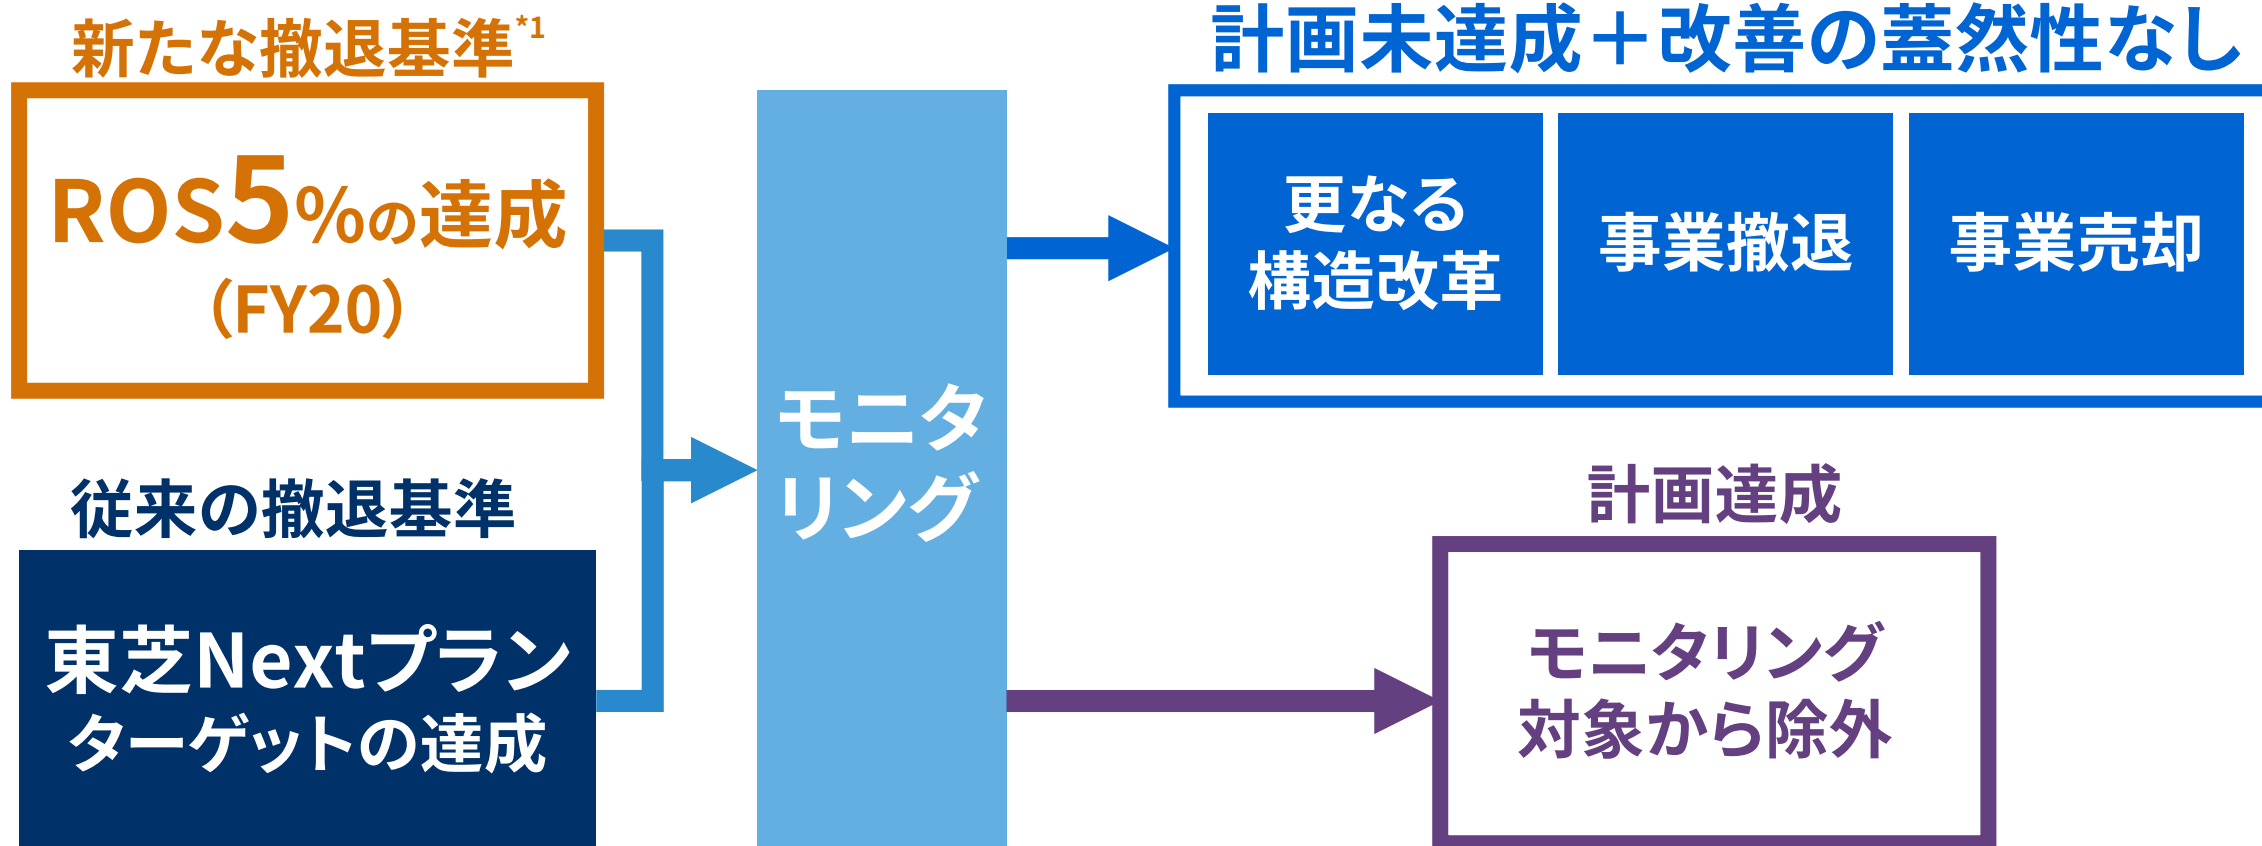 新たな撤退基準*1
ROS5%の達成
（FY20）
従来の撤退基準
東芝Nextプラン
ターゲットの達成
モニタ
リング
計画未達成＋改善の蓋然性なし
更なる
構造改革
事業撤退
事業売却
計画達成
モニタリング
対象から除外